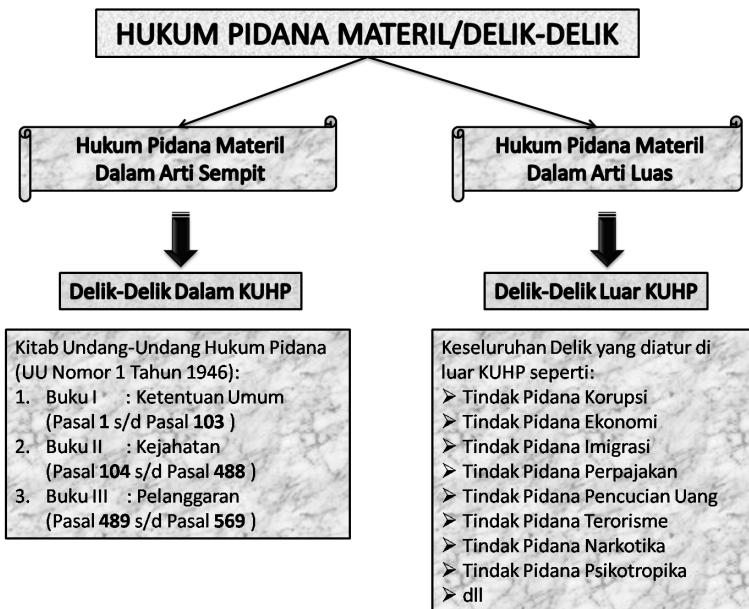 HUKUM PIDANA MATERIL/DELIK-DELIK
Hukum Pidana Materil
Dalam Arti Sempit
Hukum Pidana Materil
Dalam Arti Luas
Delik-Delik Dalam KUHP
Delik-Delik Luar KUHP
Kitab Undang-Undang Hukum Pidana
(UU Nomor 1 Tahun 1946):
1. Buku I : Ketentuan Umum
(Pasal 1 s/d Pasal 103 )
2. Buku II : Kejahatan
(Pasal 104 s/d Pasal 488 )
3. Buku III : Pelanggaran
(Pasal 489 s/d Pasal 569 )
Keseluruhan Delik yang diatur di
luar KUHP seperti:
➢ Tindak Pidana Korupsi
➢ Tindak Pidana Ekonomi
➢ Tindak Pidana Imigrasi
➢ Tindak Pidana Perpajakan
➢ Tindak Pidana Pencucian Uang
➢ Tindak Pidana Terorisme
➢ Tindak Pidana Narkotika
➢ Tindak Pidana Psikotropika
➢ dll